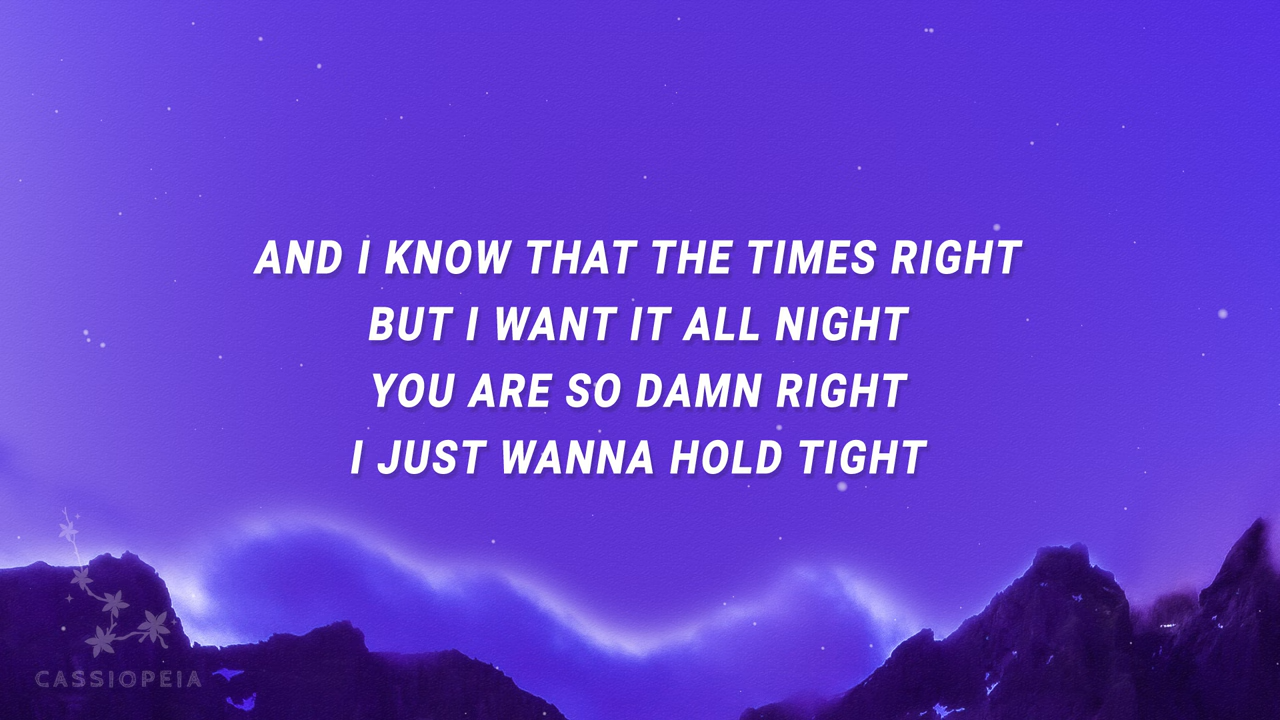 AND I KNOW THAT THE TIMES RIGHT
BUT I WANT IT ALL NIGHT
YOU ARE SO DAMN RIGHT
I JUST WANNA HOLD TIGHT
CASSIOPEIA